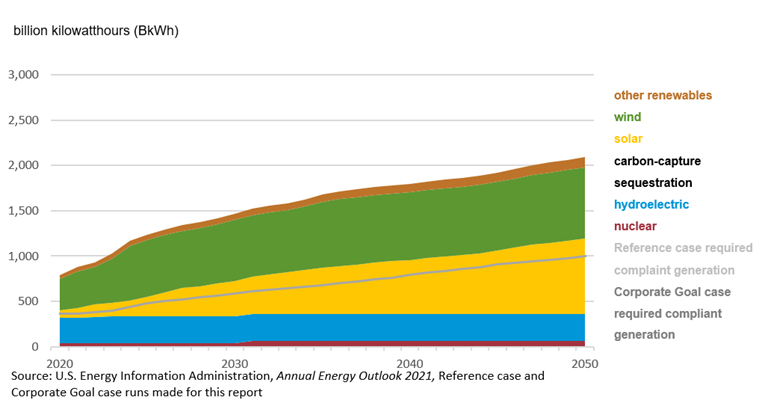 billion kilowatthours (BkWh)
3,000
2,500
2,000
1,500
1,000
500
0
2020
2030
2040
2050
other renewables
wind
solar
carbon-capture
sequestration
hydroelectric
nuclear
Reference case required
complaint generation
Corporate Goal case
required compliant
generation
Source: U.S. Energy Information Administration, Annual Energy Outlook 2021, Reference case and
Corporate Goal case runs made for this report